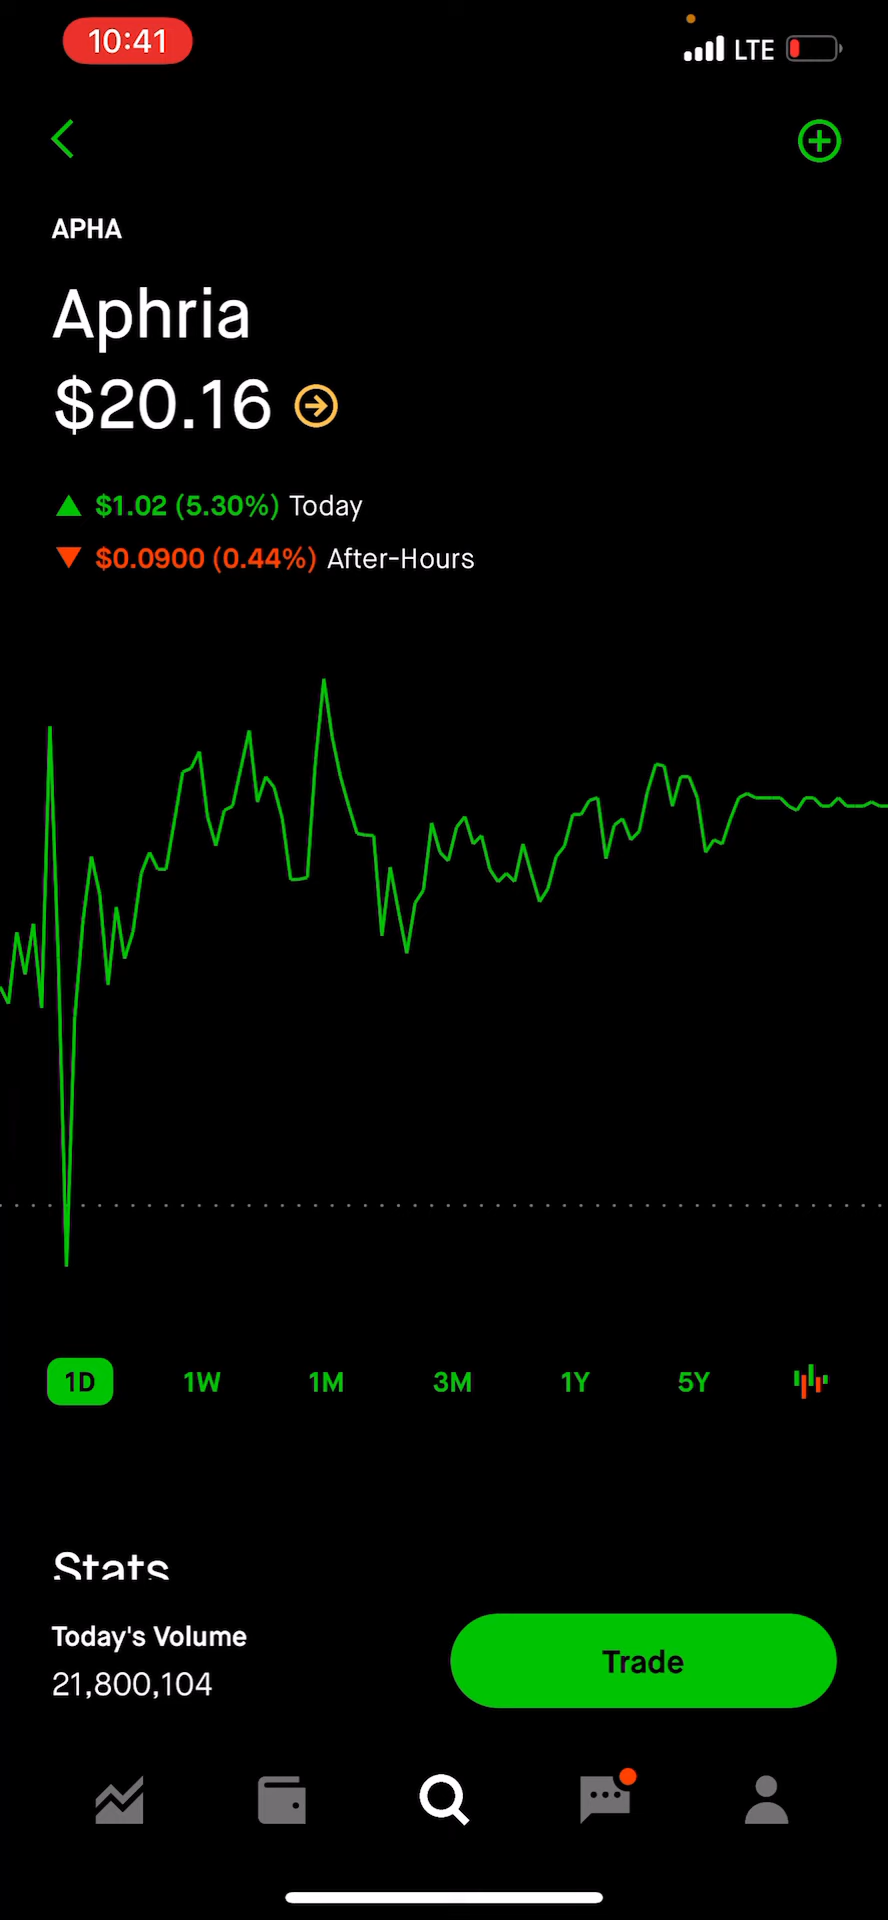 10:41
LTE
APHA
Aphria
$20.16
$1.02 (5.30%) Today
$0.0900 (0.44%) After-Hours
1D 1W 1M 3M 1Y 5Y
Stats
Today's Volume
21,800,104
Trade